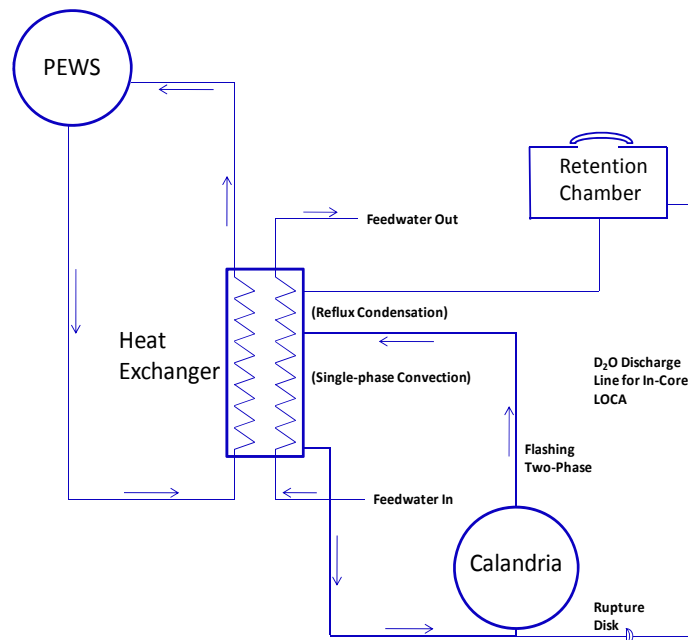 PEWS
Retention
Chamber
Feedwater Out
(Reflux Condensation)
Heat
Exchanger
(Single-phase Convection)
D₂O Discharge
Line for In-Core
LOCA
Flashing
Two-Phase
Feedwater In
Calandria
Rupture
Disk